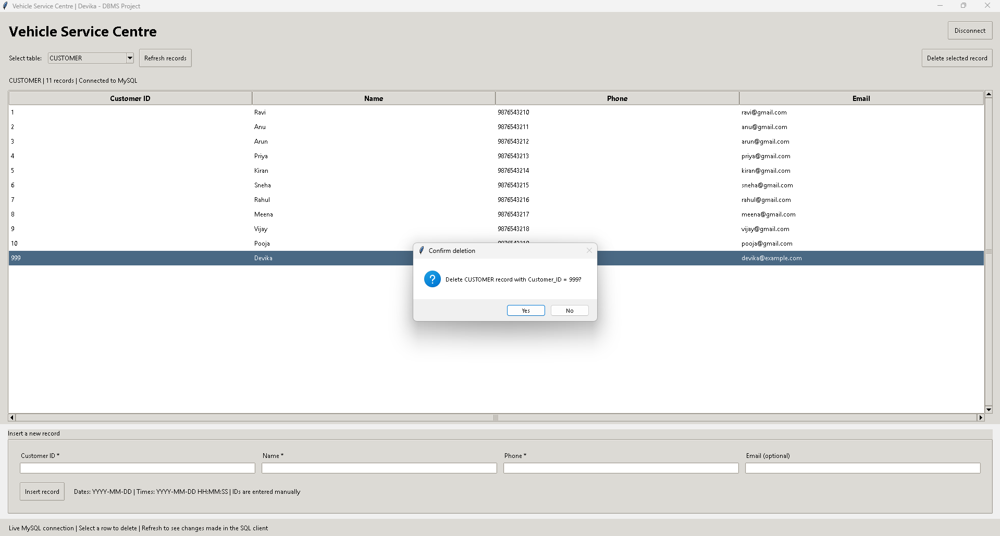 Vehicle Service Centre | Devika - DBMS Project
Vehicle Service Centre
Disconnect
Select table: CUSTOMER Refresh records Delete selected record
CUSTOMER | 11 records | Connected to MySQL
Customer ID Name Phone Email
1 Ravi 9876543210 ravi@gmail.com
2 Anu 9876543211 anu@gmail.com
3 Arun 9876543212 arun@gmail.com
4 Priya 9876543213 priya@gmail.com
5 Kiran 9876543214 kiran@gmail.com
6 Sneha 9876543215 sneha@gmail.com
7 Rahul 9876543216 rahul@gmail.com
8 Meena 9876543217 meena@gmail.com
9 Vijay 9876543218 vijay@gmail.com
10 Pooja pooja@gmail.com
999 Devika devika@example.com
Confirm deletion
Delete CUSTOMER record with Customer_ID = 999?
Yes No
Insert a new record
Customer ID * Name * Phone * Email (optional)
Insert record Dates: YYYY-MM-DD | Times: YYYY-MM-DD HH:MM:SS | IDs are entered manually
Live MySQL connection | Select a row to delete | Refresh to see changes made in the SQL client